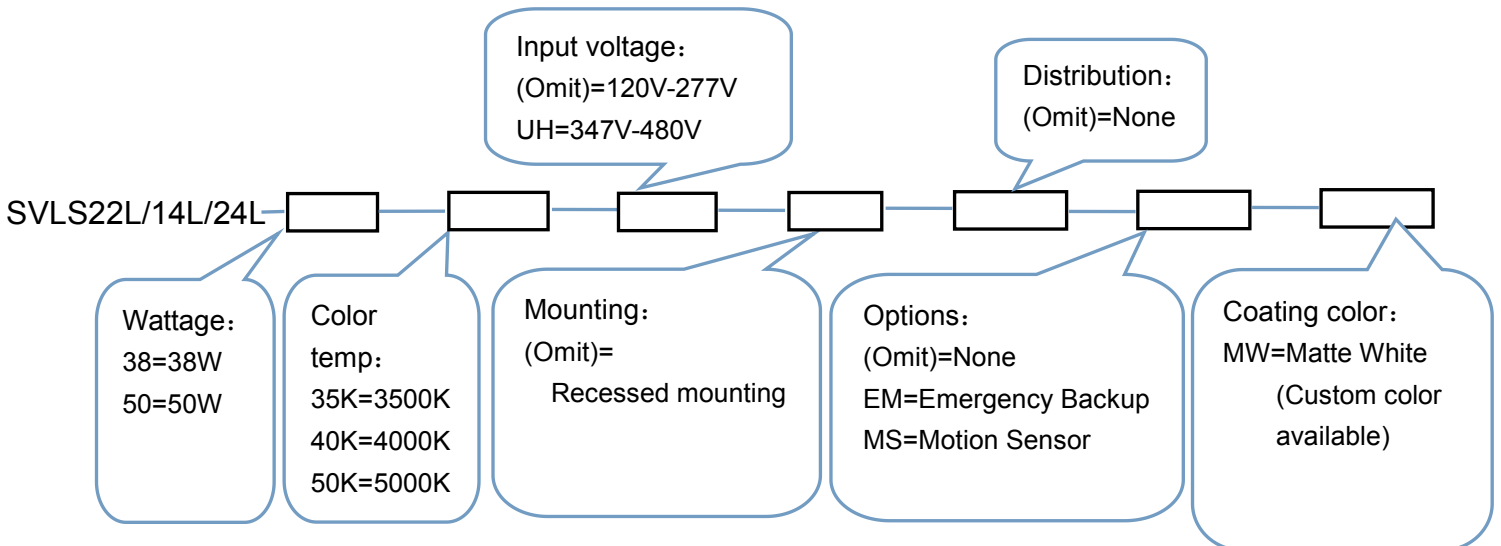 Input voltage：
(Omit)=120V-277V
UH=347V-480V
Distribution：
(Omit)=None
SVLS22L/14L/24L
Wattage：
38=38W
50=50W
Color
temp：
35K=3500K
40K=4000K
50K=5000K
Mounting：
(Omit)=
Recessed mounting
Options：
(Omit)=None
EM=Emergency Backup
MS=Motion Sensor
Coating color：
MW=Matte White
(Custom color
available)